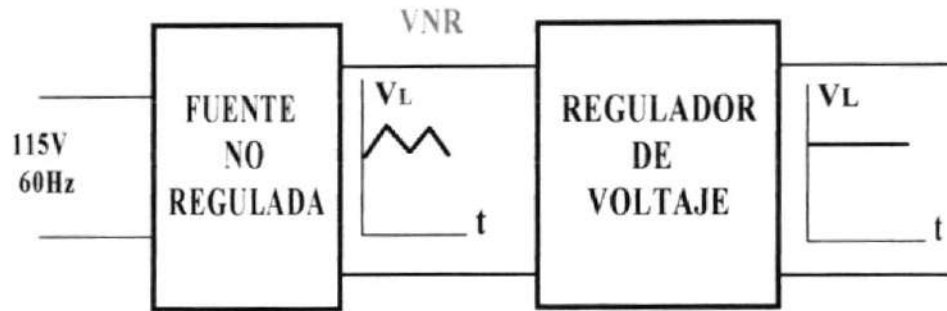 VNR
115V
60Hz
FUENTE
NO
REGULADA
VL
t
REGULADOR
DE
VOLTAJE
VL
t